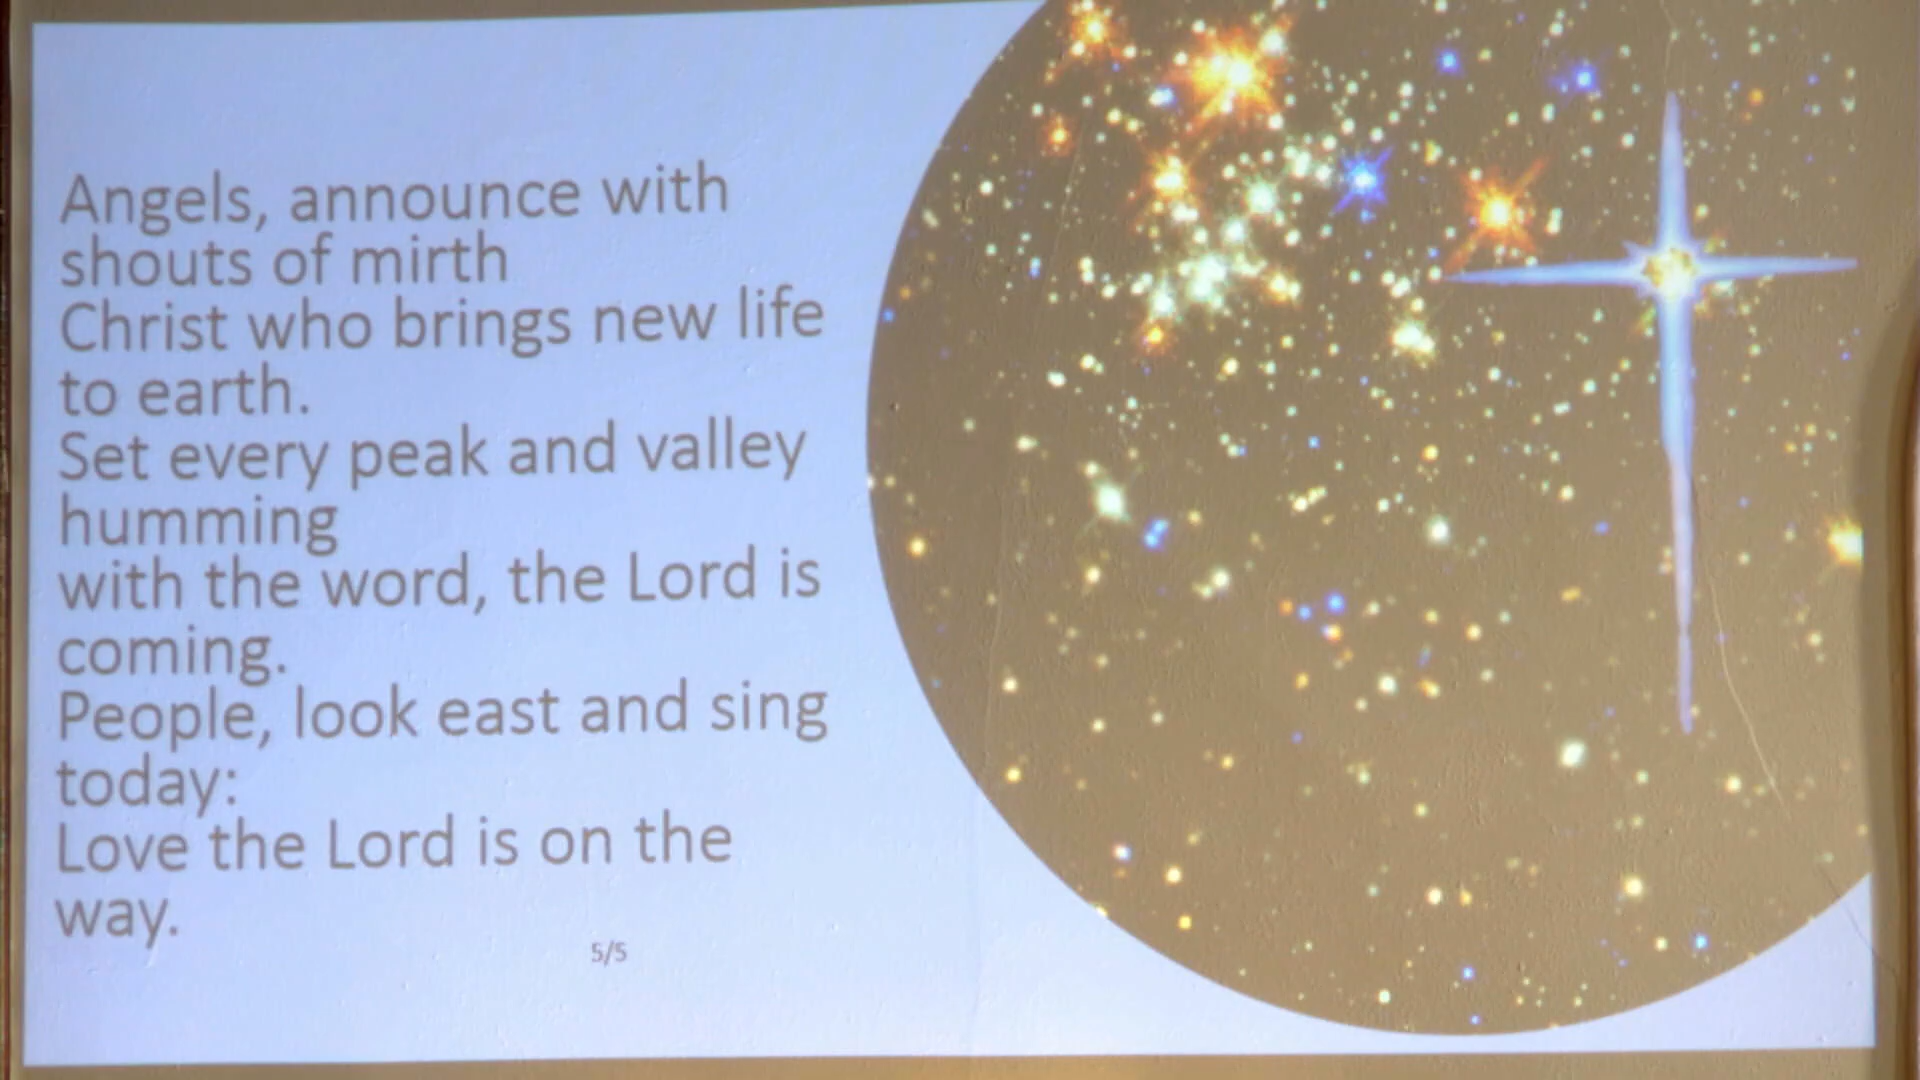 Angels, announce with
shouts of mirth
Christ who brings new life
to earth.
Set every peak and valley
humming
with the word, the Lord is
coming.
People, look east and sing
today:
Love the Lord is on the
way.
5/5